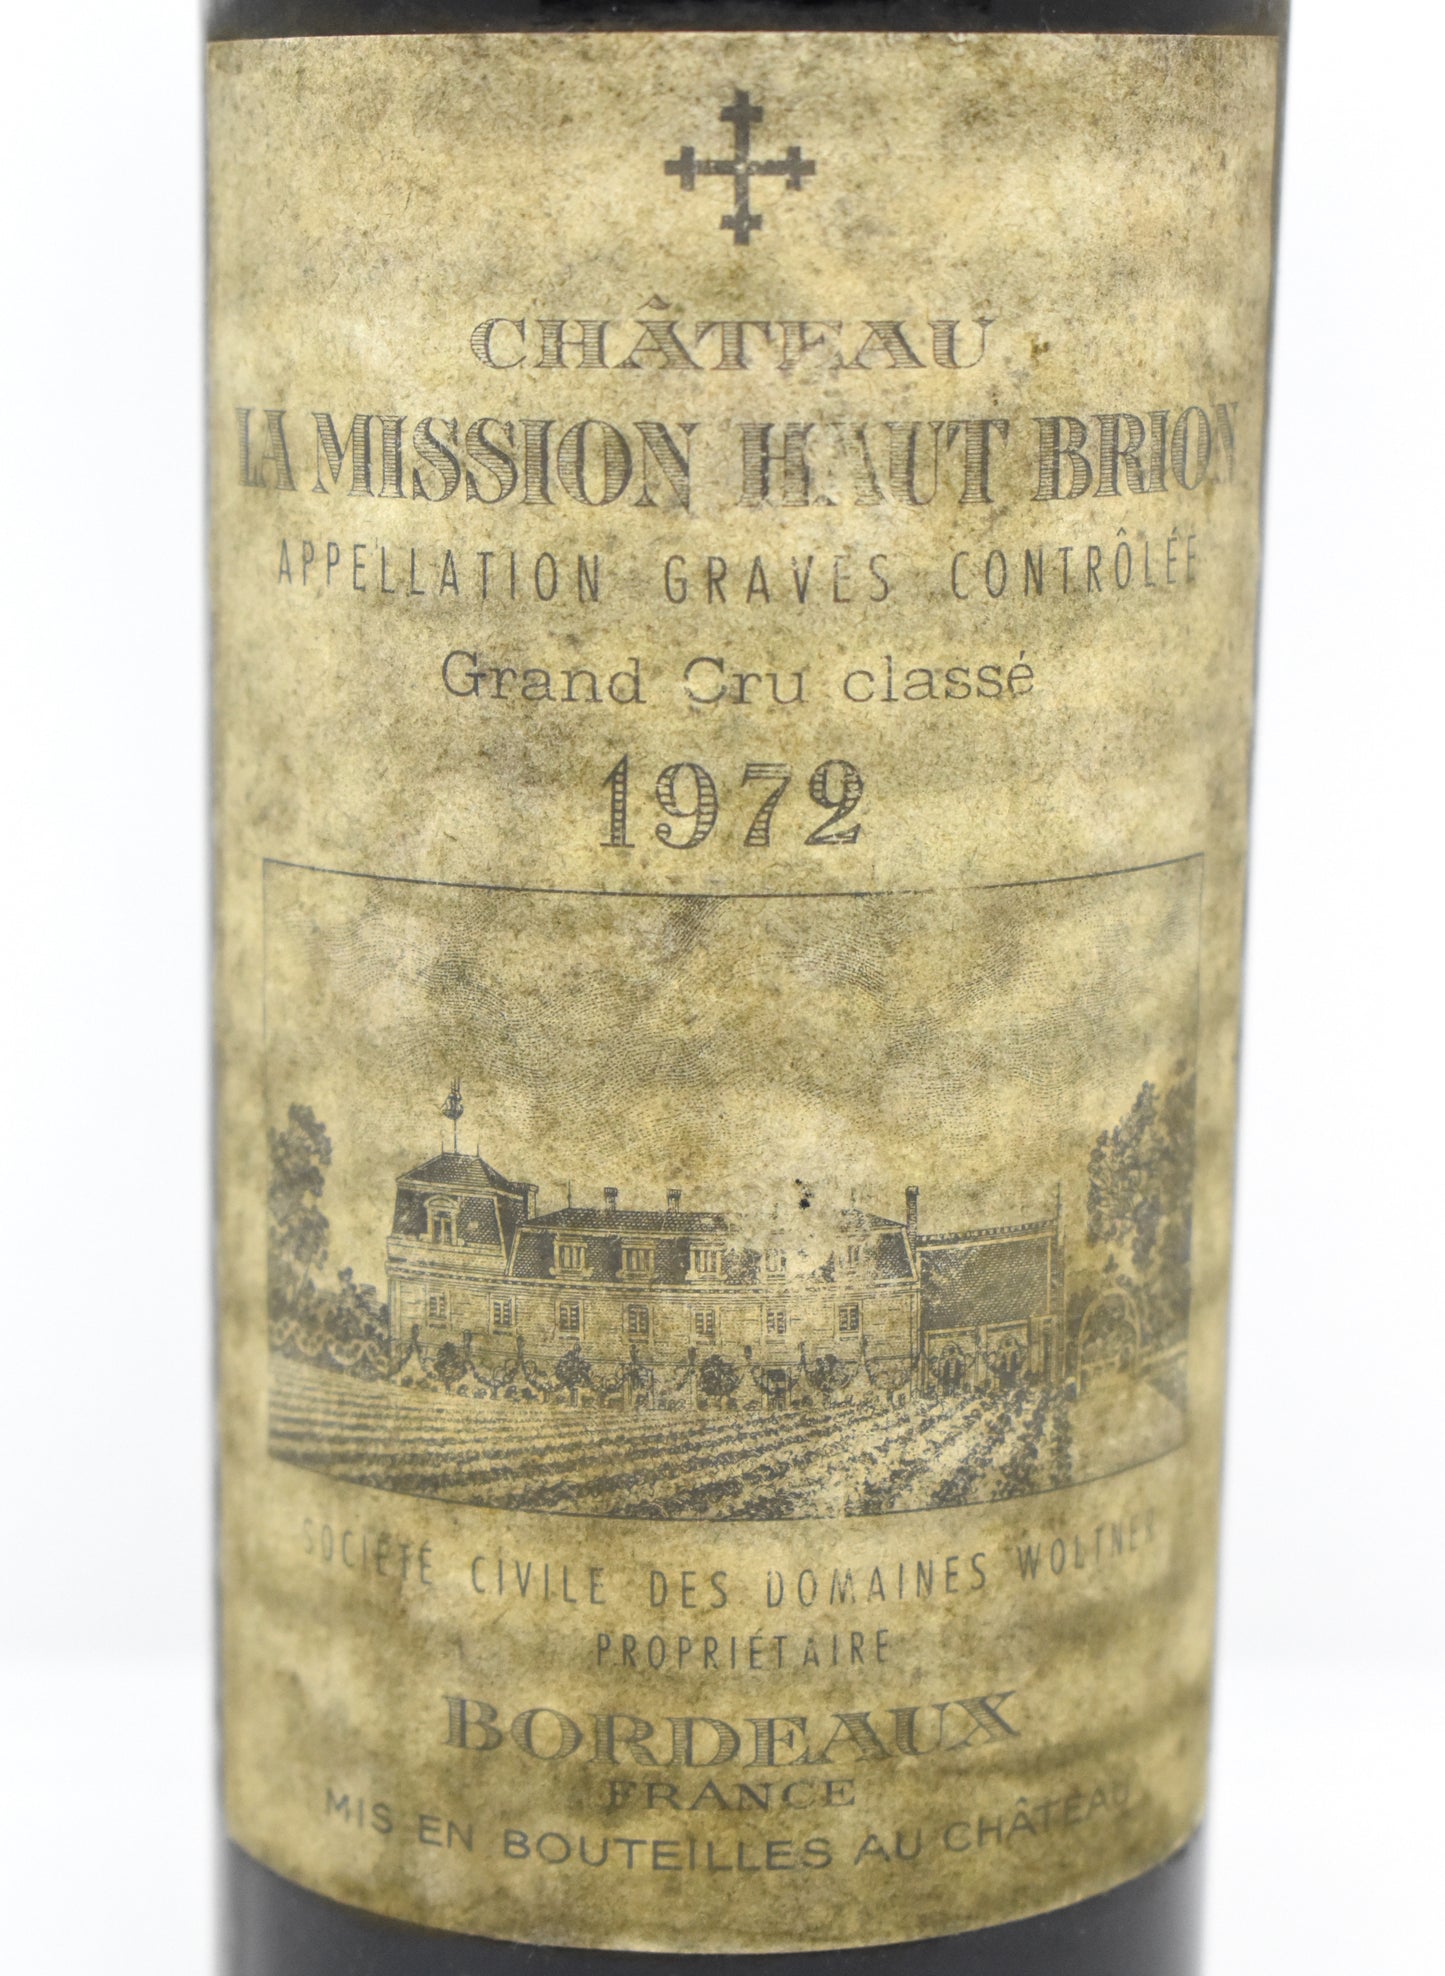 CHÂTEAU
LA MISSION HAUT BRION
APPELLATION GRAVES CONTRÔLÉE
Grand Cru classé
1972
SOCIÉTÉ CIVILE DES DOMAINES WOLTNER
PROPRIÉTAIRE
BORDEAUX
FRANCE
MIS EN BOUTEILLES AU CHÂTEAU